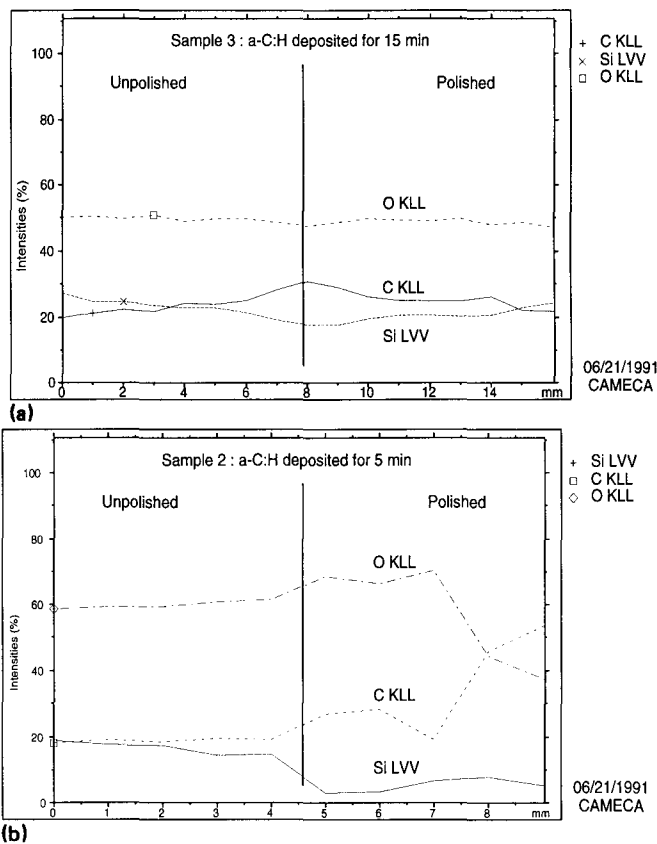 Sample 3 : a-C:H deposited for 15 min
Unpolished
Polished
C KLL
Si LVV
O KLL
O KLL
C KLL
Si LVV
Intensities (%)
100
80
60
40
20
0
0 2 4 6 8 10 12 14 mm
06/21/1991
CAMECA
(a)
Sample 2 : a-C:H deposited for 5 min
Unpolished
Polished
Si LVV
C KLL
O KLL
O KLL
C KLL
Si LVV
Intensities (%)
100
80
60
40
20
0
0 1 2 3 4 5 6 7 8 mm
06/21/1991
CAMECA
(b)